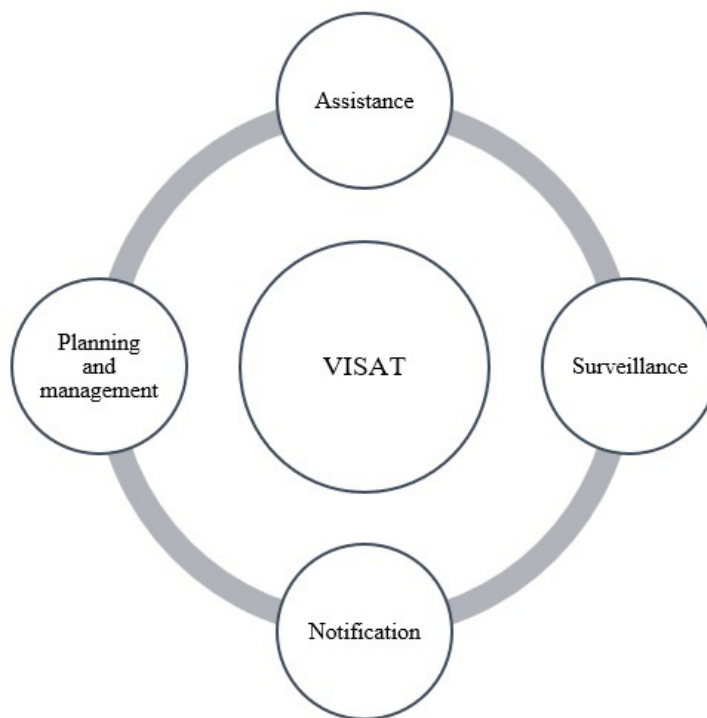 Assistance
Planning
and
management
VISAT
Surveillance
Notification